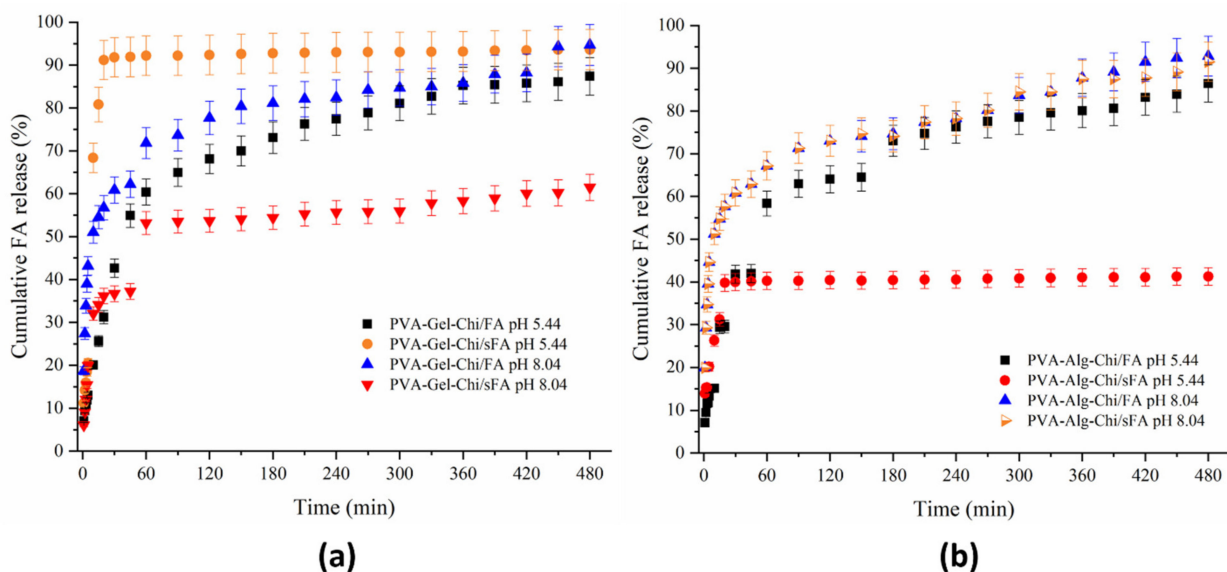 100
90
80
70
60
50
40
30
20
10
0
Cumulative FA release (%)
PVA-Gel-Chi/FA pH 5.44
PVA-Gel-Chi/sFA pH 5.44
PVA-Gel-Chi/FA pH 8.04
PVA-Gel-Chi/sFA pH 8.04
0 60 120 180 240 300 360 420 480
Time (min)
(a)
100
90
80
70
60
50
40
30
20
10
0
Cumulative FA release (%)
PVA-Alg-Chi/FA pH 5.44
PVA-Alg-Chi/sFA pH 5.44
PVA-Alg-Chi/FA pH 8.04
PVA-Alg-Chi/sFA pH 8.04
0 60 120 180 240 300 360 420 480
Time (min)
(b)